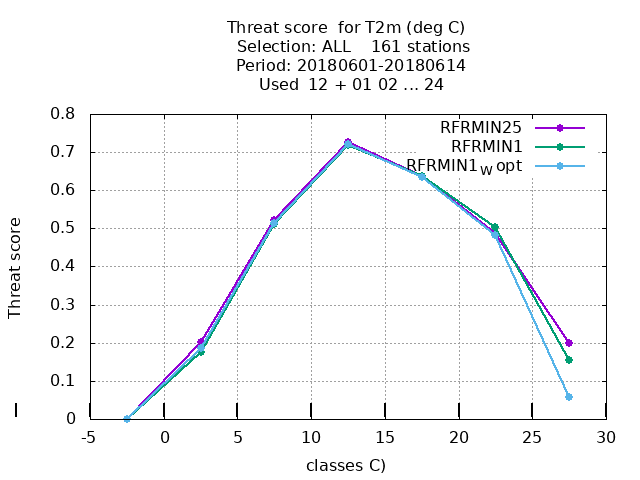 Threat score  for T2m (deg C)
Selection: ALL    161 stations
Period: 20180601-20180614
Used  12 + 01 02 ... 24
RFRMIN25
RFRMIN1
RFRMIN1W opt
0.8
0.7
0.6
0.5
0.4
0.3
0.2
0.1
0
Threat score
-5 0 5 10 15 20 25 30
classes C)